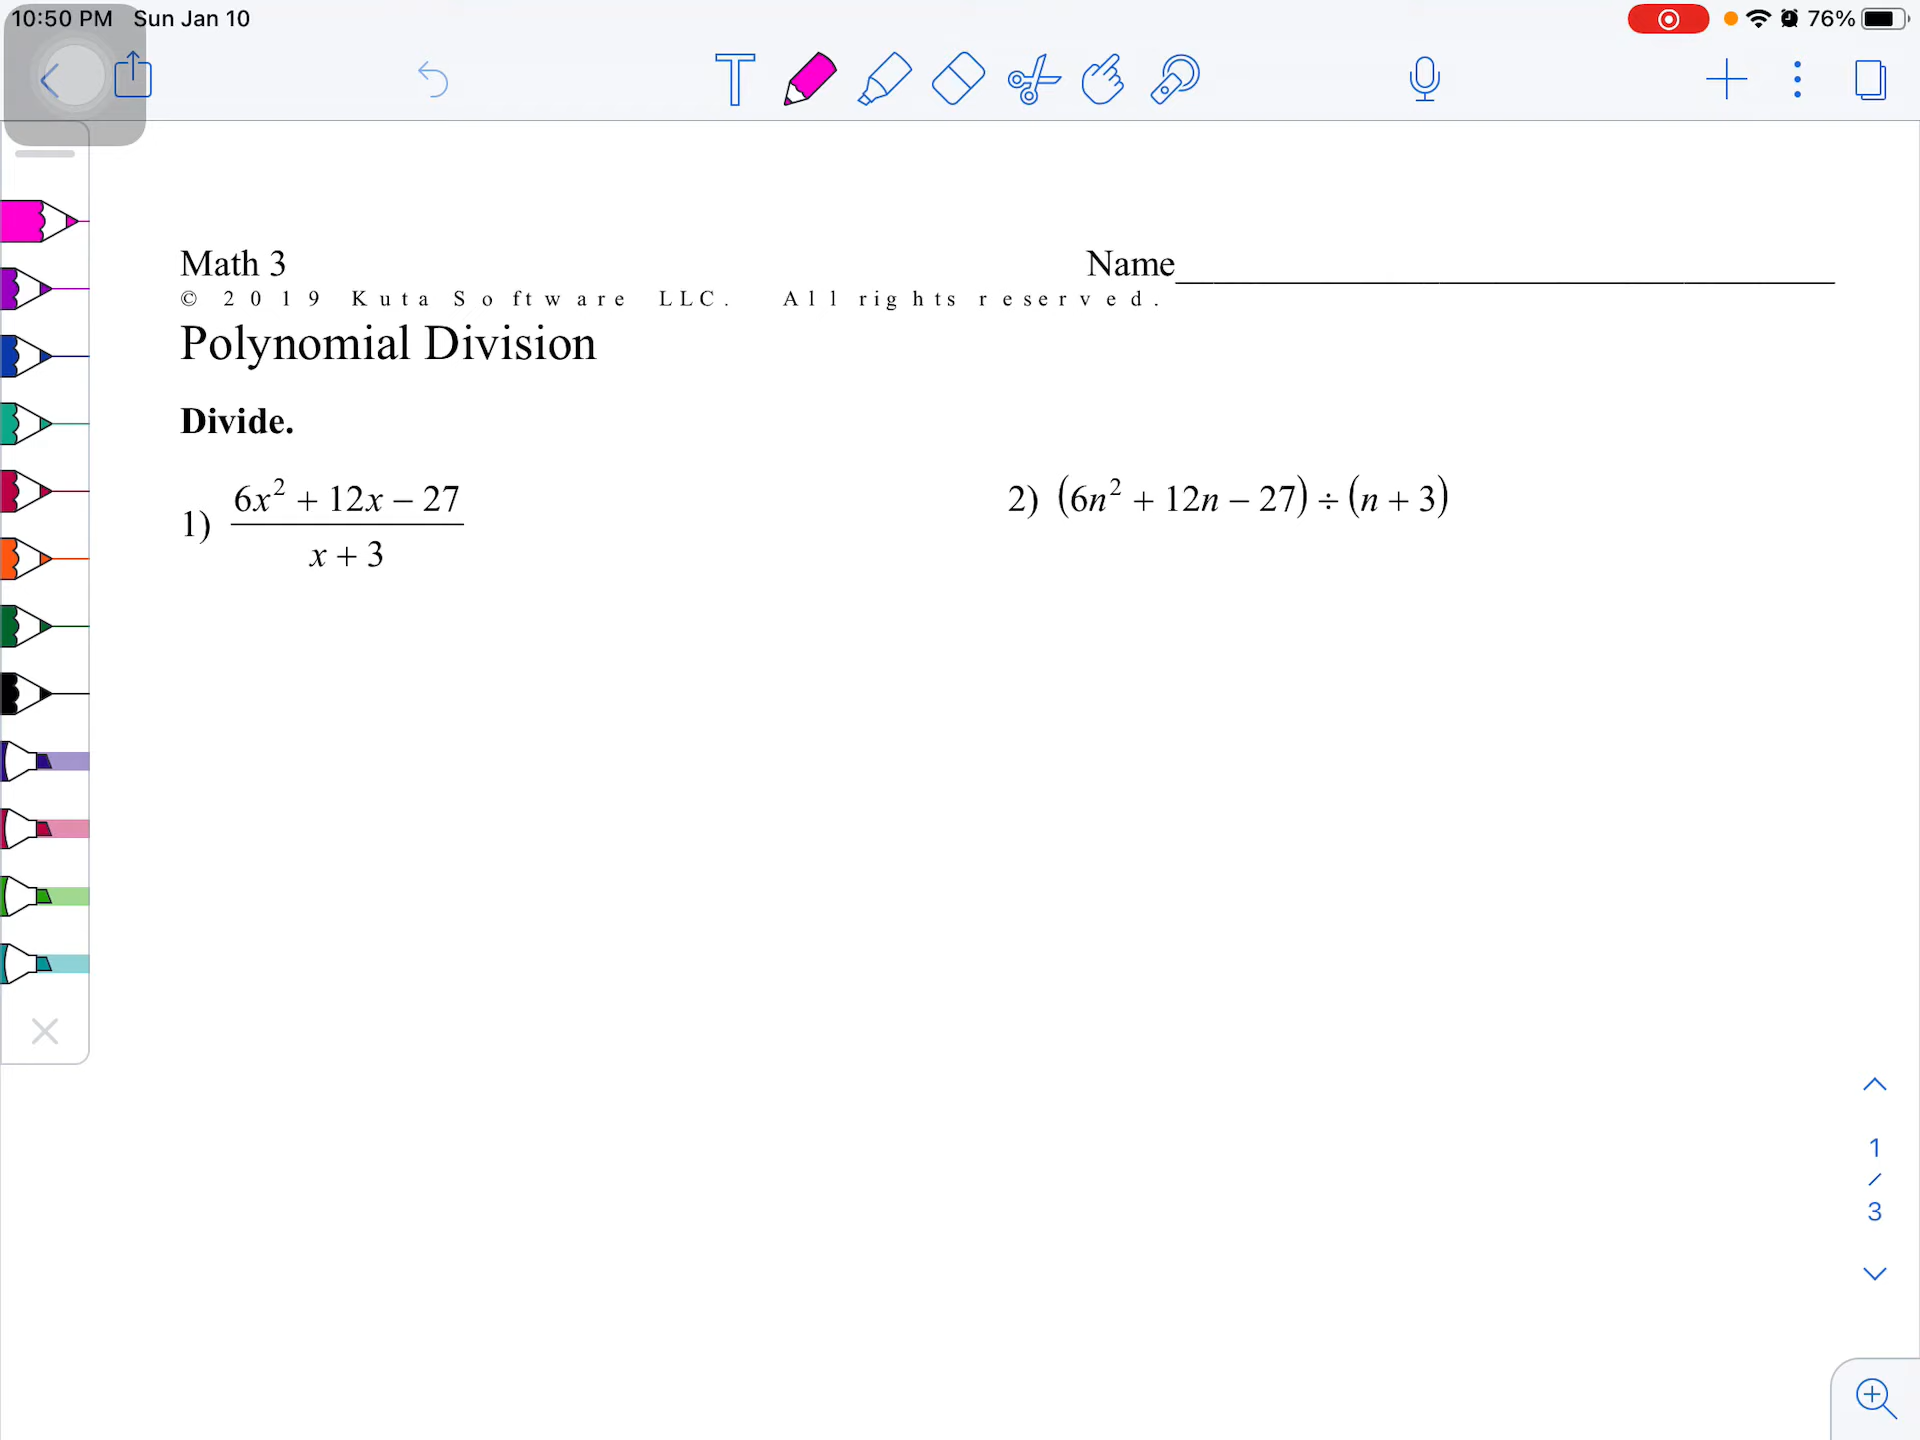 10:50 PM Sun Jan 10 76%
Math 3 Name
© 2019 Kuta Software LLC. All rights reserved.
Polynomial Division
Divide.
1) (6x² + 12x − 27) / (x + 3)
2) (6n² + 12n − 27) ÷ (n + 3)
1
/
3